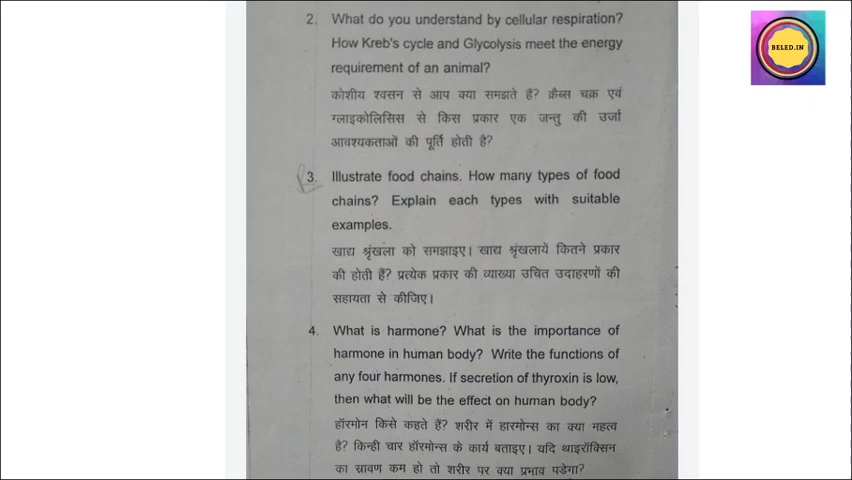 2. What do you understand by cellular respiration?
How Kreb's cycle and Glycolysis meet the energy
requirement of an animal?
कोशीय श्वसन से आप क्या समझते हैं? क्रैब्स चक्र एवं
ग्लाइकोलिसिस से किस प्रकार एक जन्तु की उर्जा
आवश्यकताओं की पूर्ति होती है?
3. Illustrate food chains. How many types of food
chains? Explain each types with suitable
examples.
खाद्य श्रृंखला को समझाइए। खाद्य श्रृंखलायें कितने प्रकार
की होती हैं? प्रत्येक प्रकार की व्याख्या उचित उदाहरणों की
सहायता से कीजिए।
4. What is harmone? What is the importance of
harmone in human body? Write the functions of
any four harmones. If secretion of thyroxin is low,
then what will be the effect on human body?
हॉरमोन किसे कहते हैं? शरीर में हारमोन्स का क्या महत्व
है? किन्ही चार हॉरमोन्स के कार्य बताइए। यदि थाइरॉक्सिन
का स्रावण कम हो तो शरीर पर क्या प्रभाव पडेगा?
BELED.IN